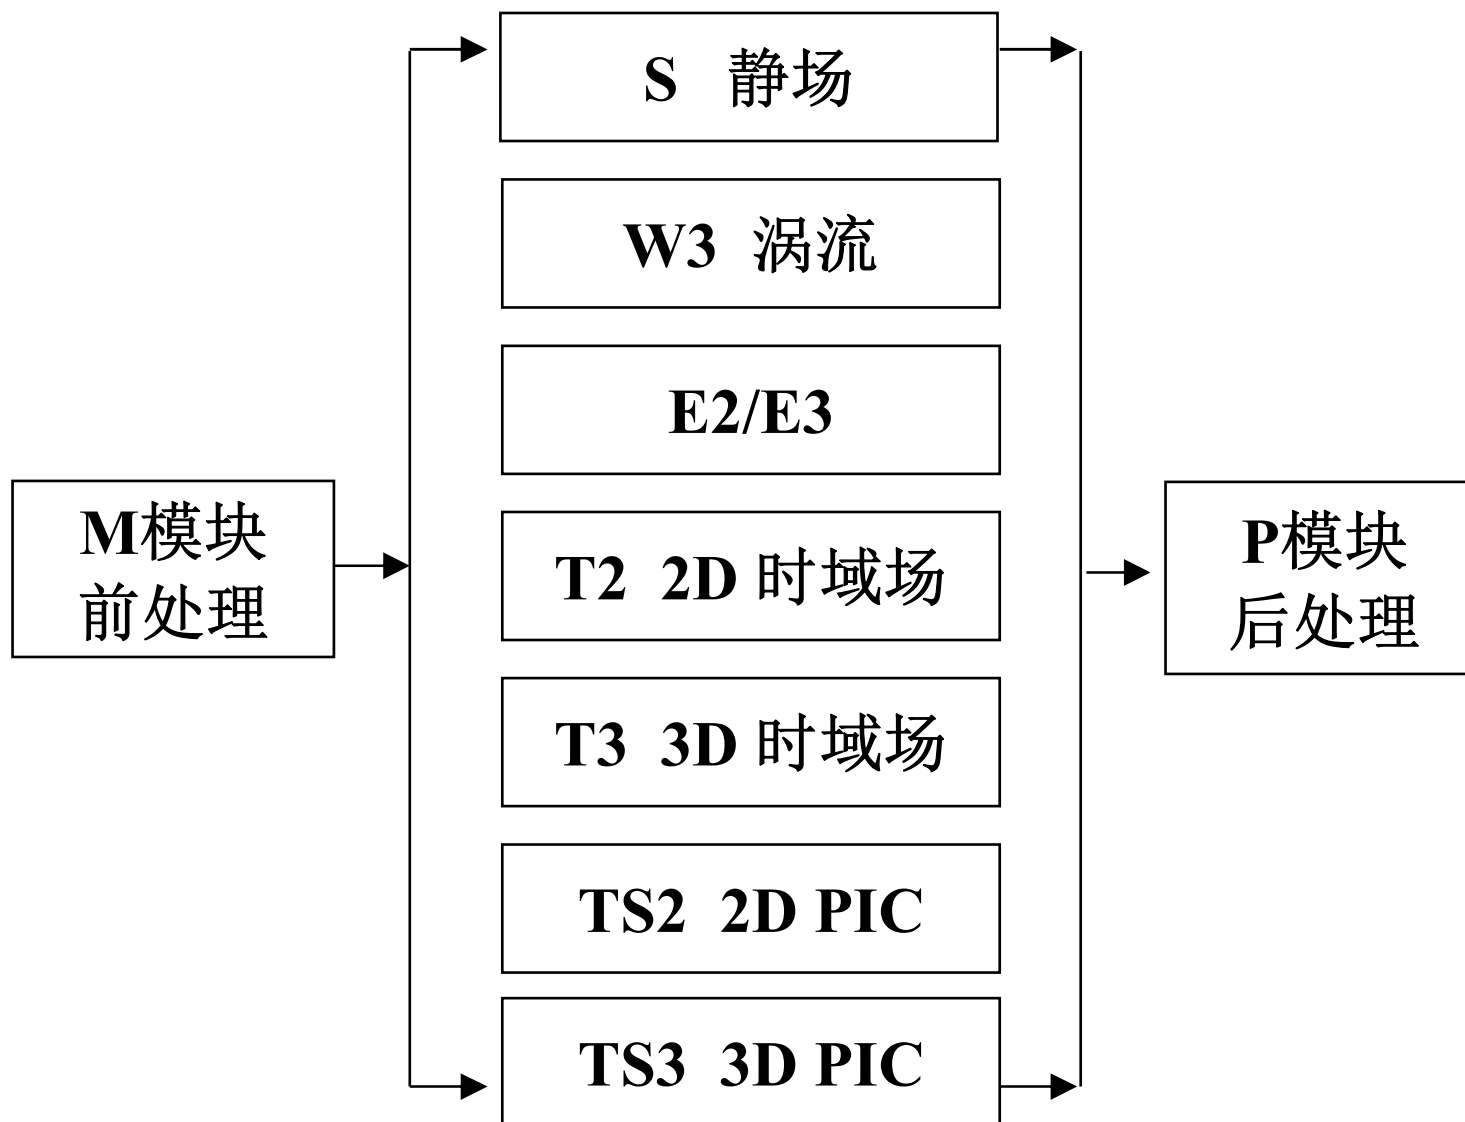 S 静场
W3 涡流
E2/E3
M模块
前处理
T2 2D 时域场
T3 3D 时域场
TS2 2D PIC
TS3 3D PIC
P模块
后处理